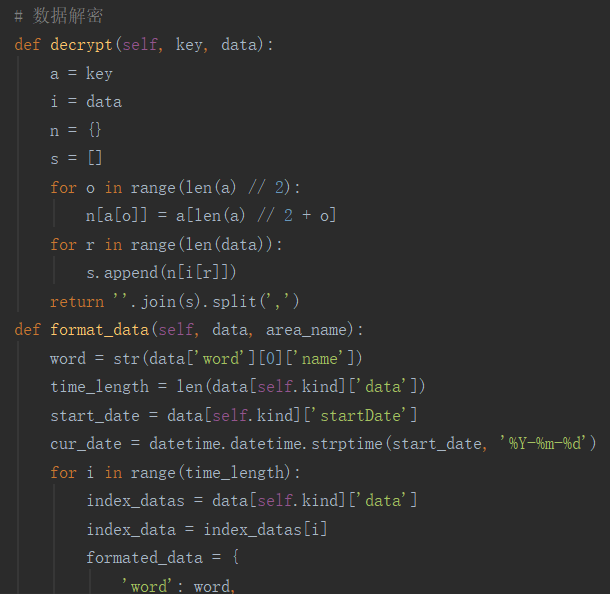 # 数据解密
def decrypt(self, key, data):
    a = key
    i = data
    n = {}
    s = []
    for o in range(len(a) // 2):
        n[a[o]] = a[len(a) // 2 + o]
    for r in range(len(data)):
        s.append(n[i[r]])
    return ''.join(s).split(',')
def format_data(self, data, area_name):
    word = str(data['word'][0]['name'])
    time_length = len(data[self.kind]['data'])
    start_date = data[self.kind]['startDate']
    cur_date = datetime.datetime.strptime(start_date, '%Y-%m-%d')
    for i in range(time_length):
        index_datas = data[self.kind]['data']
        index_data = index_datas[i]
        formated_data = {
            'word': word,